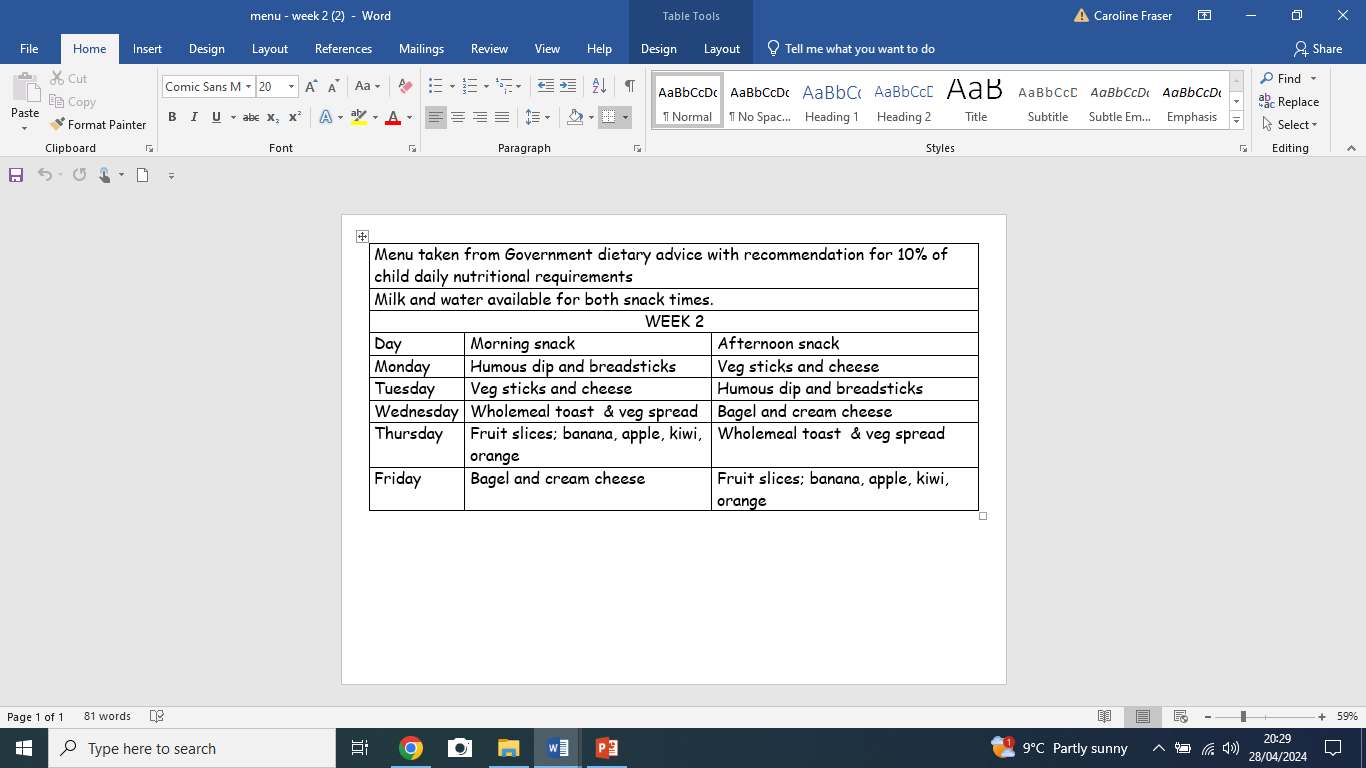 menu - week 2 (2) - Word
Table Tools
Caroline Fraser
File Home Insert Design Layout References Mailings Review View Help Design Layout Tell me what you want to do Share
Paste
Cut
Copy
Format Painter
Clipboard
Comic Sans M 20 A A Aa
B I U abc x₂ x² A A
Font
Paragraph
AaBbCcDc AaBbCcDc AaBbCc AaBbCcD AaB AaBbCcD AaBbCcDc AaBbCcDc
¶ Normal ¶ No Spac... Heading 1 Heading 2 Title Subtitle Subtle Em... Emphasis
Styles
Find
Replace
Select
Editing
Menu taken from Government dietary advice with recommendation for 10% of
child daily nutritional requirements
Milk and water available for both snack times.
WEEK 2
Day Morning snack Afternoon snack
Monday Humous dip and breadsticks Veg sticks and cheese
Tuesday Veg sticks and cheese Humous dip and breadsticks
Wednesday Wholemeal toast & veg spread Bagel and cream cheese
Thursday Fruit slices; banana, apple, kiwi, Wholemeal toast & veg spread
orange
Friday Bagel and cream cheese Fruit slices; banana, apple, kiwi,
orange
Page 1 of 1 81 words
59%
Type here to search
1 9°C Partly sunny
20:29
28/04/2024